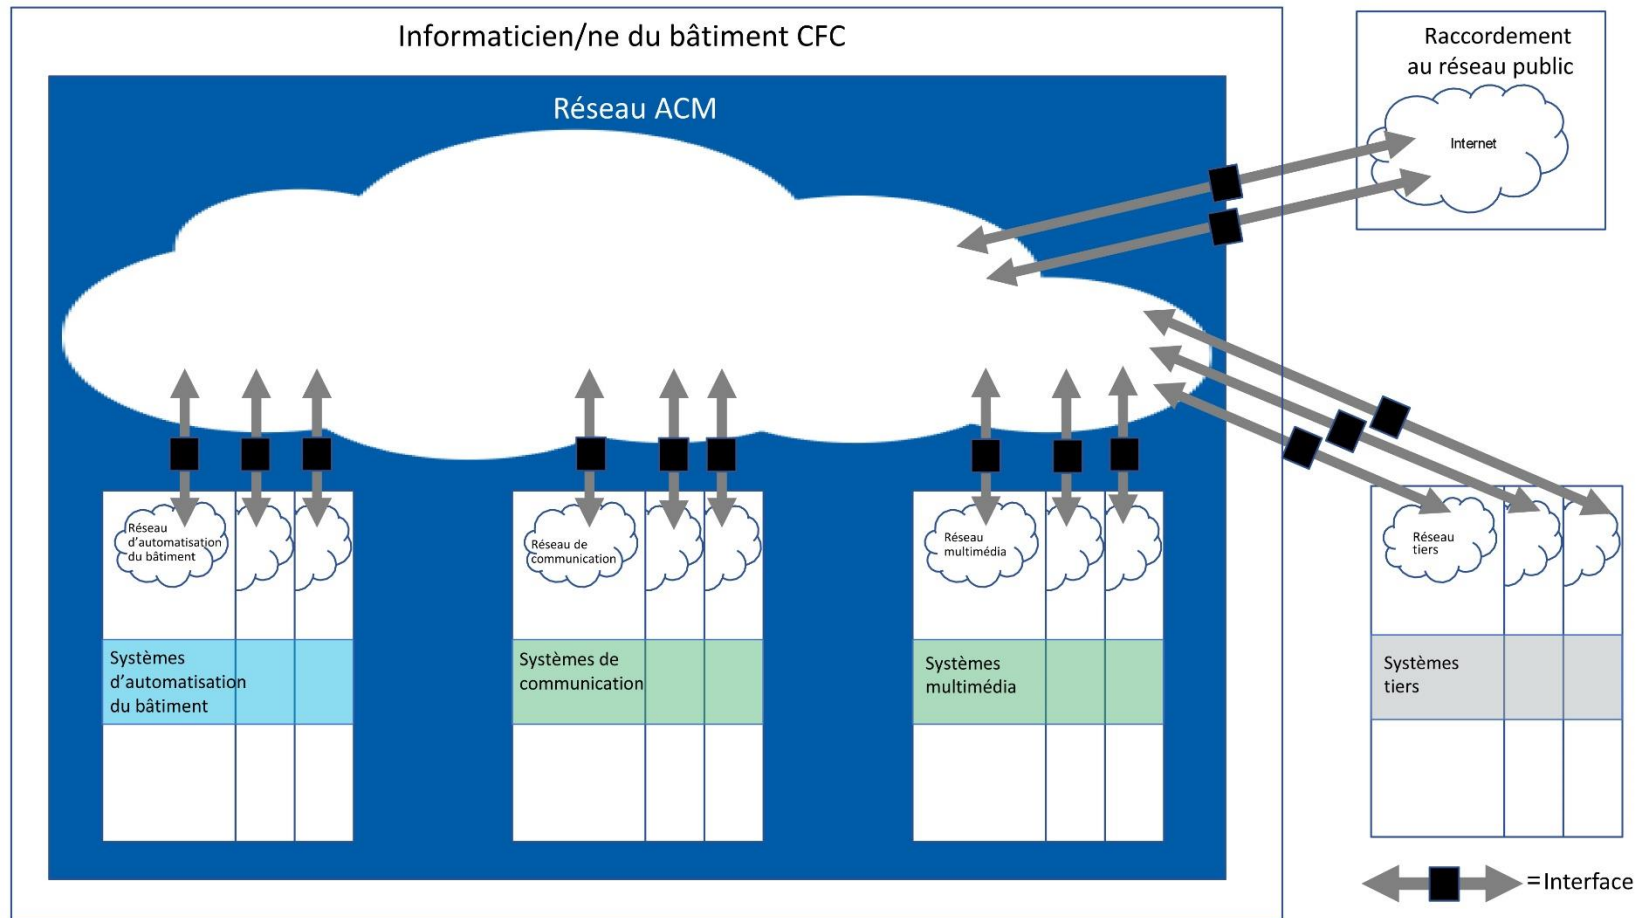 Informaticien/ne du bâtiment CFC
Raccordement
au réseau public
Réseau ACM
Internet
Réseau
d’automatisation
du bâtiment
Réseau de
communication
Réseau
multimédia
Réseau
tiers
Systèmes
d’automatisation
du bâtiment
Systèmes de
communication
Systèmes
multimédia
Systèmes
tiers
=Interface